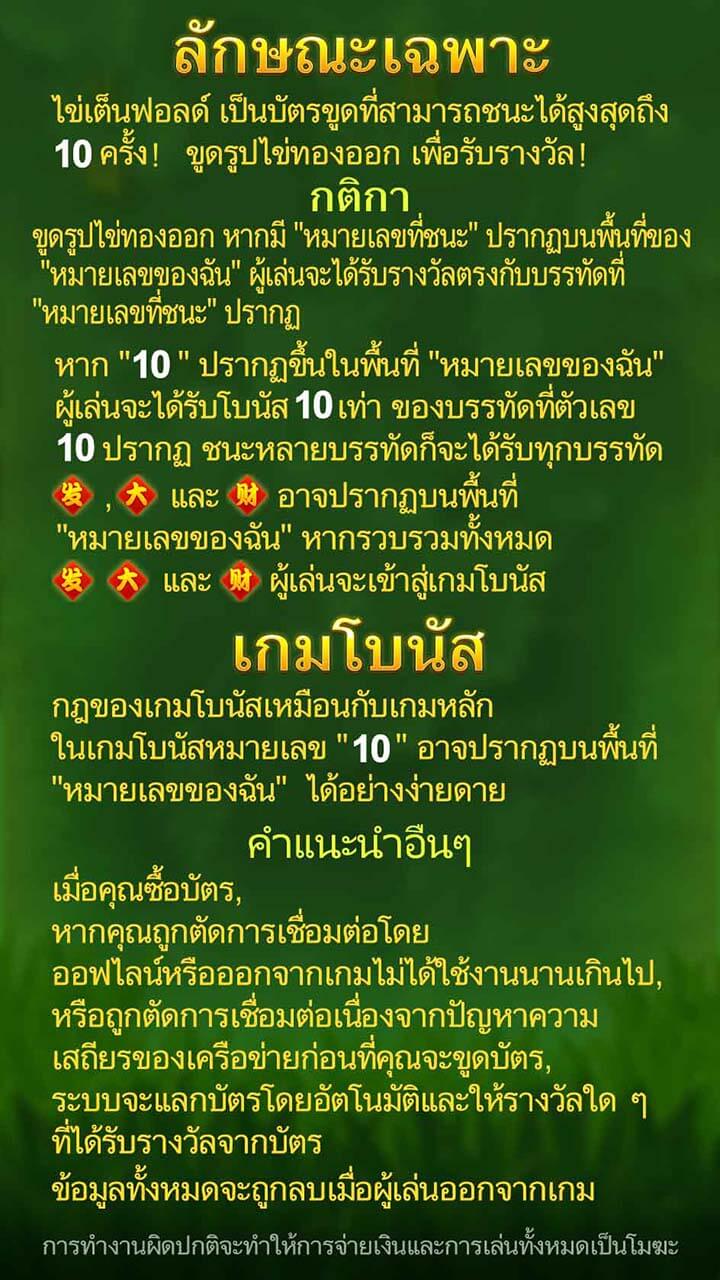 ลักษณะเฉพาะ
ไข่เต็นฟอลด์ เป็นบัตรขูดที่สามารถชนะได้สูงสุดถึง
10 ครั้ง! ขูดรูปไข่ทองออก เพื่อรับรางวัล!
กติกา
ขูดรูปไข่ทองออก หากมี "หมายเลขที่ชนะ" ปรากฏบนพื้นที่ของ
"หมายเลขของฉัน" ผู้เล่นจะได้รับรางวัลตรงกับบรรทัดที่
"หมายเลขที่ชนะ" ปรากฏ
หาก "10" ปรากฏขึ้นในพื้นที่ "หมายเลขของฉัน"
ผู้เล่นจะได้รับโบนัส 10 เท่า ของบรรทัดที่ตัวเลข
10 ปรากฏ ชนะหลายบรรทัดก็จะได้รับทุกบรรทัด
发 , 大 และ 财 อาจปรากฏบนพื้นที่
"หมายเลขของฉัน" หากรวบรวมทั้งหมด
发 大 และ 财 ผู้เล่นจะเข้าสู่เกมโบนัส
เกมโบนัส
กฎของเกมโบนัสเหมือนกับเกมหลัก
ในเกมโบนัสหมายเลข "10" อาจปรากฏบนพื้นที่
"หมายเลขของฉัน" ได้อย่างง่ายดาย
คำแนะนำอืนๆ
เมื่อคุณซื้อบัตร,
หากคุณถูกตัดการเชื่อมต่อโดย
ออฟไลน์หรือออกจากเกมไม่ได้ใช้งานนานเกินไป,
หรือถูกตัดการเชื่อมต่อเนื่องจากปัญหาความ
เสถียรของเครือข่ายก่อนที่คุณจะขูดบัตร,
ระบบจะแลกบัตรโดยอัตโนมัติและให้รางวัลใด ๆ
ที่ได้รับรางวัลจากบัตร
ข้อมูลทั้งหมดจะถูกลบเมื่อผู้เล่นออกจากเกม
การทำงานผิดปกติจะทำให้การจ่ายเงินและการเล่นทั้งหมดเป็นโมฆะ